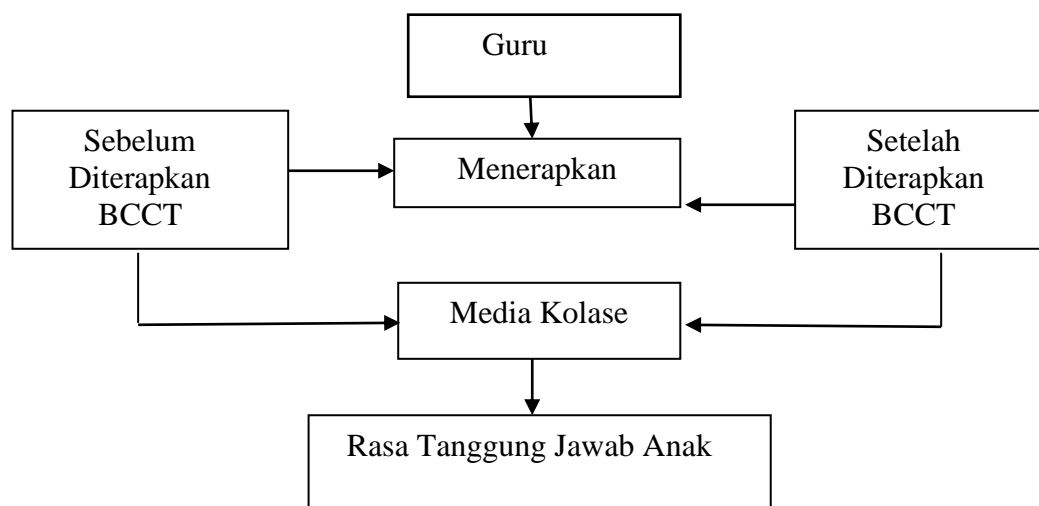 Guru
Sebelum
Diterapkan
BCCT
Menerapkan
Setelah
Diterapkan
BCCT
Media Kolase
Rasa Tanggung Jawab Anak